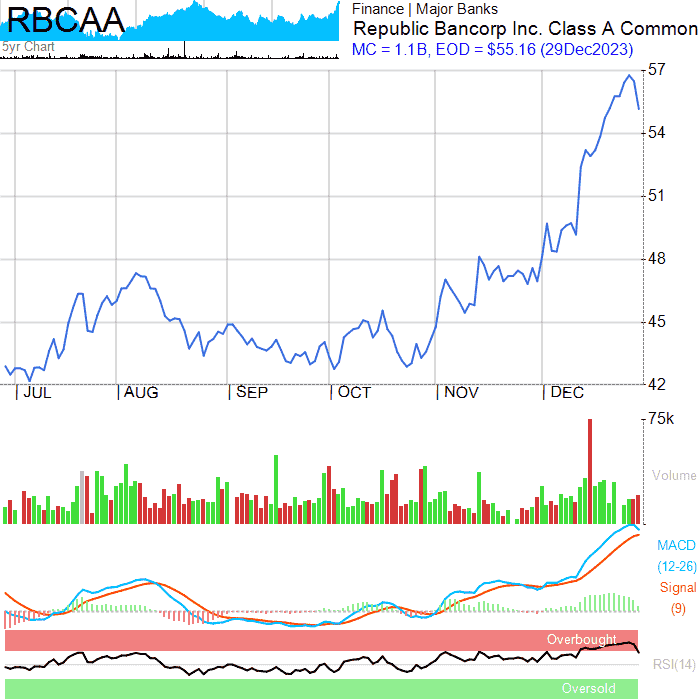 RBCAA
5yr Chart
Finance | Major Banks
Republic Bancorp Inc. Class A Common
MC = 1.1B, EOD = $55.16 (29Dec2023)
57
54
51
48
45
42
JUL AUG SEP OCT NOV DEC
75k
Volume
MACD
(12-26)
Signal
(9)
Overbought
RSI(14)
Oversold